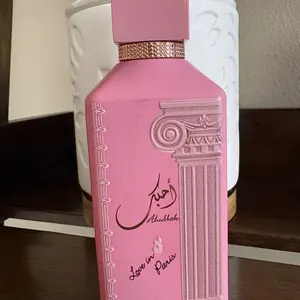 أحبك
Ahubbak
Love in
Paris